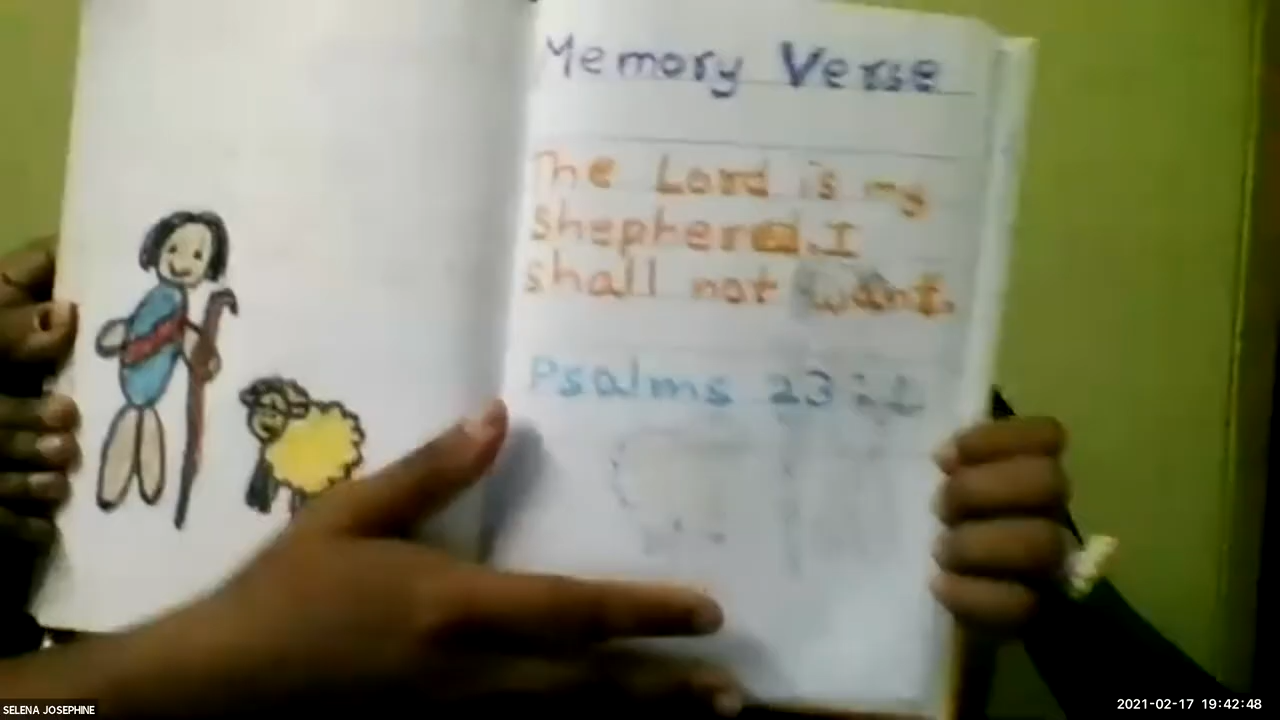 Memory Verse
The Lord is my
shepherd. I
shall not want.
Psalms 23:1
SELENA JOSEPHINE
2021-02-17 19:42:48